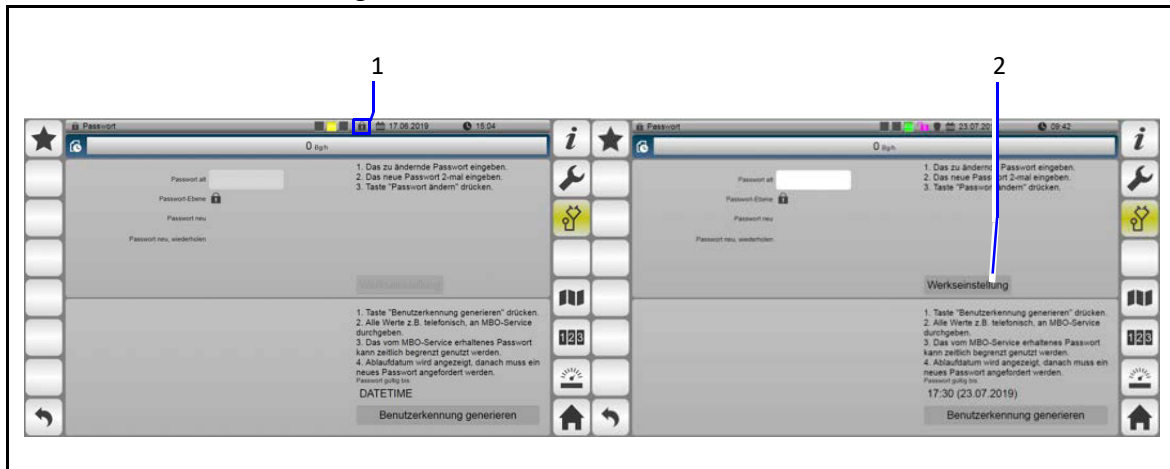 1
2
Passwort
17.06.2019
15:04
0 Bg/h
Passwort alt
Passwort-Ebene
Passwort neu
Passwort neu, wiederholen
1. Das zu ändernde Passwort eingeben.
2. Das neue Passwort 2-mal eingeben.
3. Taste "Passwort ändern" drücken.
Werkseinstellung
1. Taste "Benutzerkennung generieren" drücken.
2. Alle Werte z.B. telefonisch, an MBO-Service
durchgeben.
3. Das vom MBO-Service erhaltenes Passwort
kann zeitlich begrenzt genutzt werden.
4. Ablaufdatum wird angezeigt, danach muss ein
neues Passwort angefordert werden.
Passwort gültig bis:
DATETIME
Benutzerkennung generieren
i
123
Passwort
23.07.20
09:42
0 Bg/h
Passwort alt
Passwort-Ebene
Passwort neu
Passwort neu, wiederholen
1. Das zu ändernde Passwort eingeben.
2. Das neue Passwort 2-mal eingeben.
3. Taste "Passwort ändern" drücken.
Werkseinstellung
1. Taste "Benutzerkennung generieren" drücken.
2. Alle Werte z.B. telefonisch, an MBO-Service
durchgeben.
3. Das vom MBO-Service erhaltenes Passwort
kann zeitlich begrenzt genutzt werden.
4. Ablaufdatum wird angezeigt, danach muss ein
neues Passwort angefordert werden.
Passwort gültig bis:
17:30 (23.07.2019)
Benutzerkennung generieren
i
123